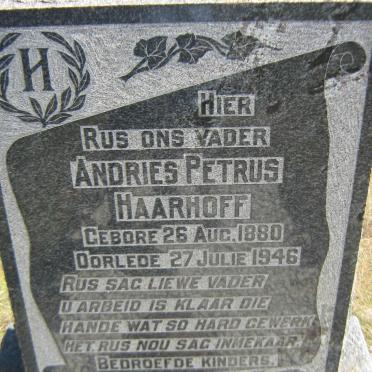 H
HIER
RUS ONS VADER
ANDRIES PETRUS
HAARHOFF
GEBORE 26 AUG. 1880
OORLEDE 27 JULIE 1946
RUS SAG LIEWE VADER
U ARBEID IS KLAAR DIE
HANDE WAT SO HARD GEWERK
HET RUS NOU SAG INMEKAAR.
BEDROEFDE KINDERS.